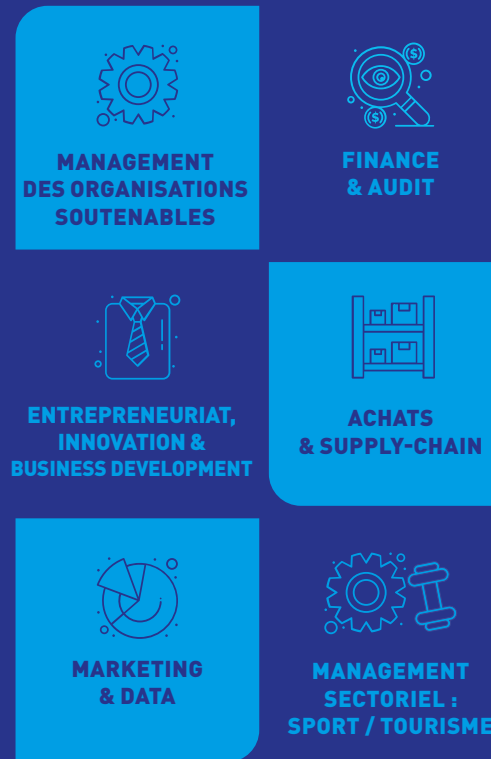 MANAGEMENT
DES ORGANISATIONS
SOUTENABLES
FINANCE
& AUDIT
ENTREPRENEURIAT,
INNOVATION &
BUSINESS DEVELOPMENT
ACHATS
& SUPPLY-CHAIN
MARKETING
& DATA
MANAGEMENT
SECTORIEL :
SPORT / TOURISME